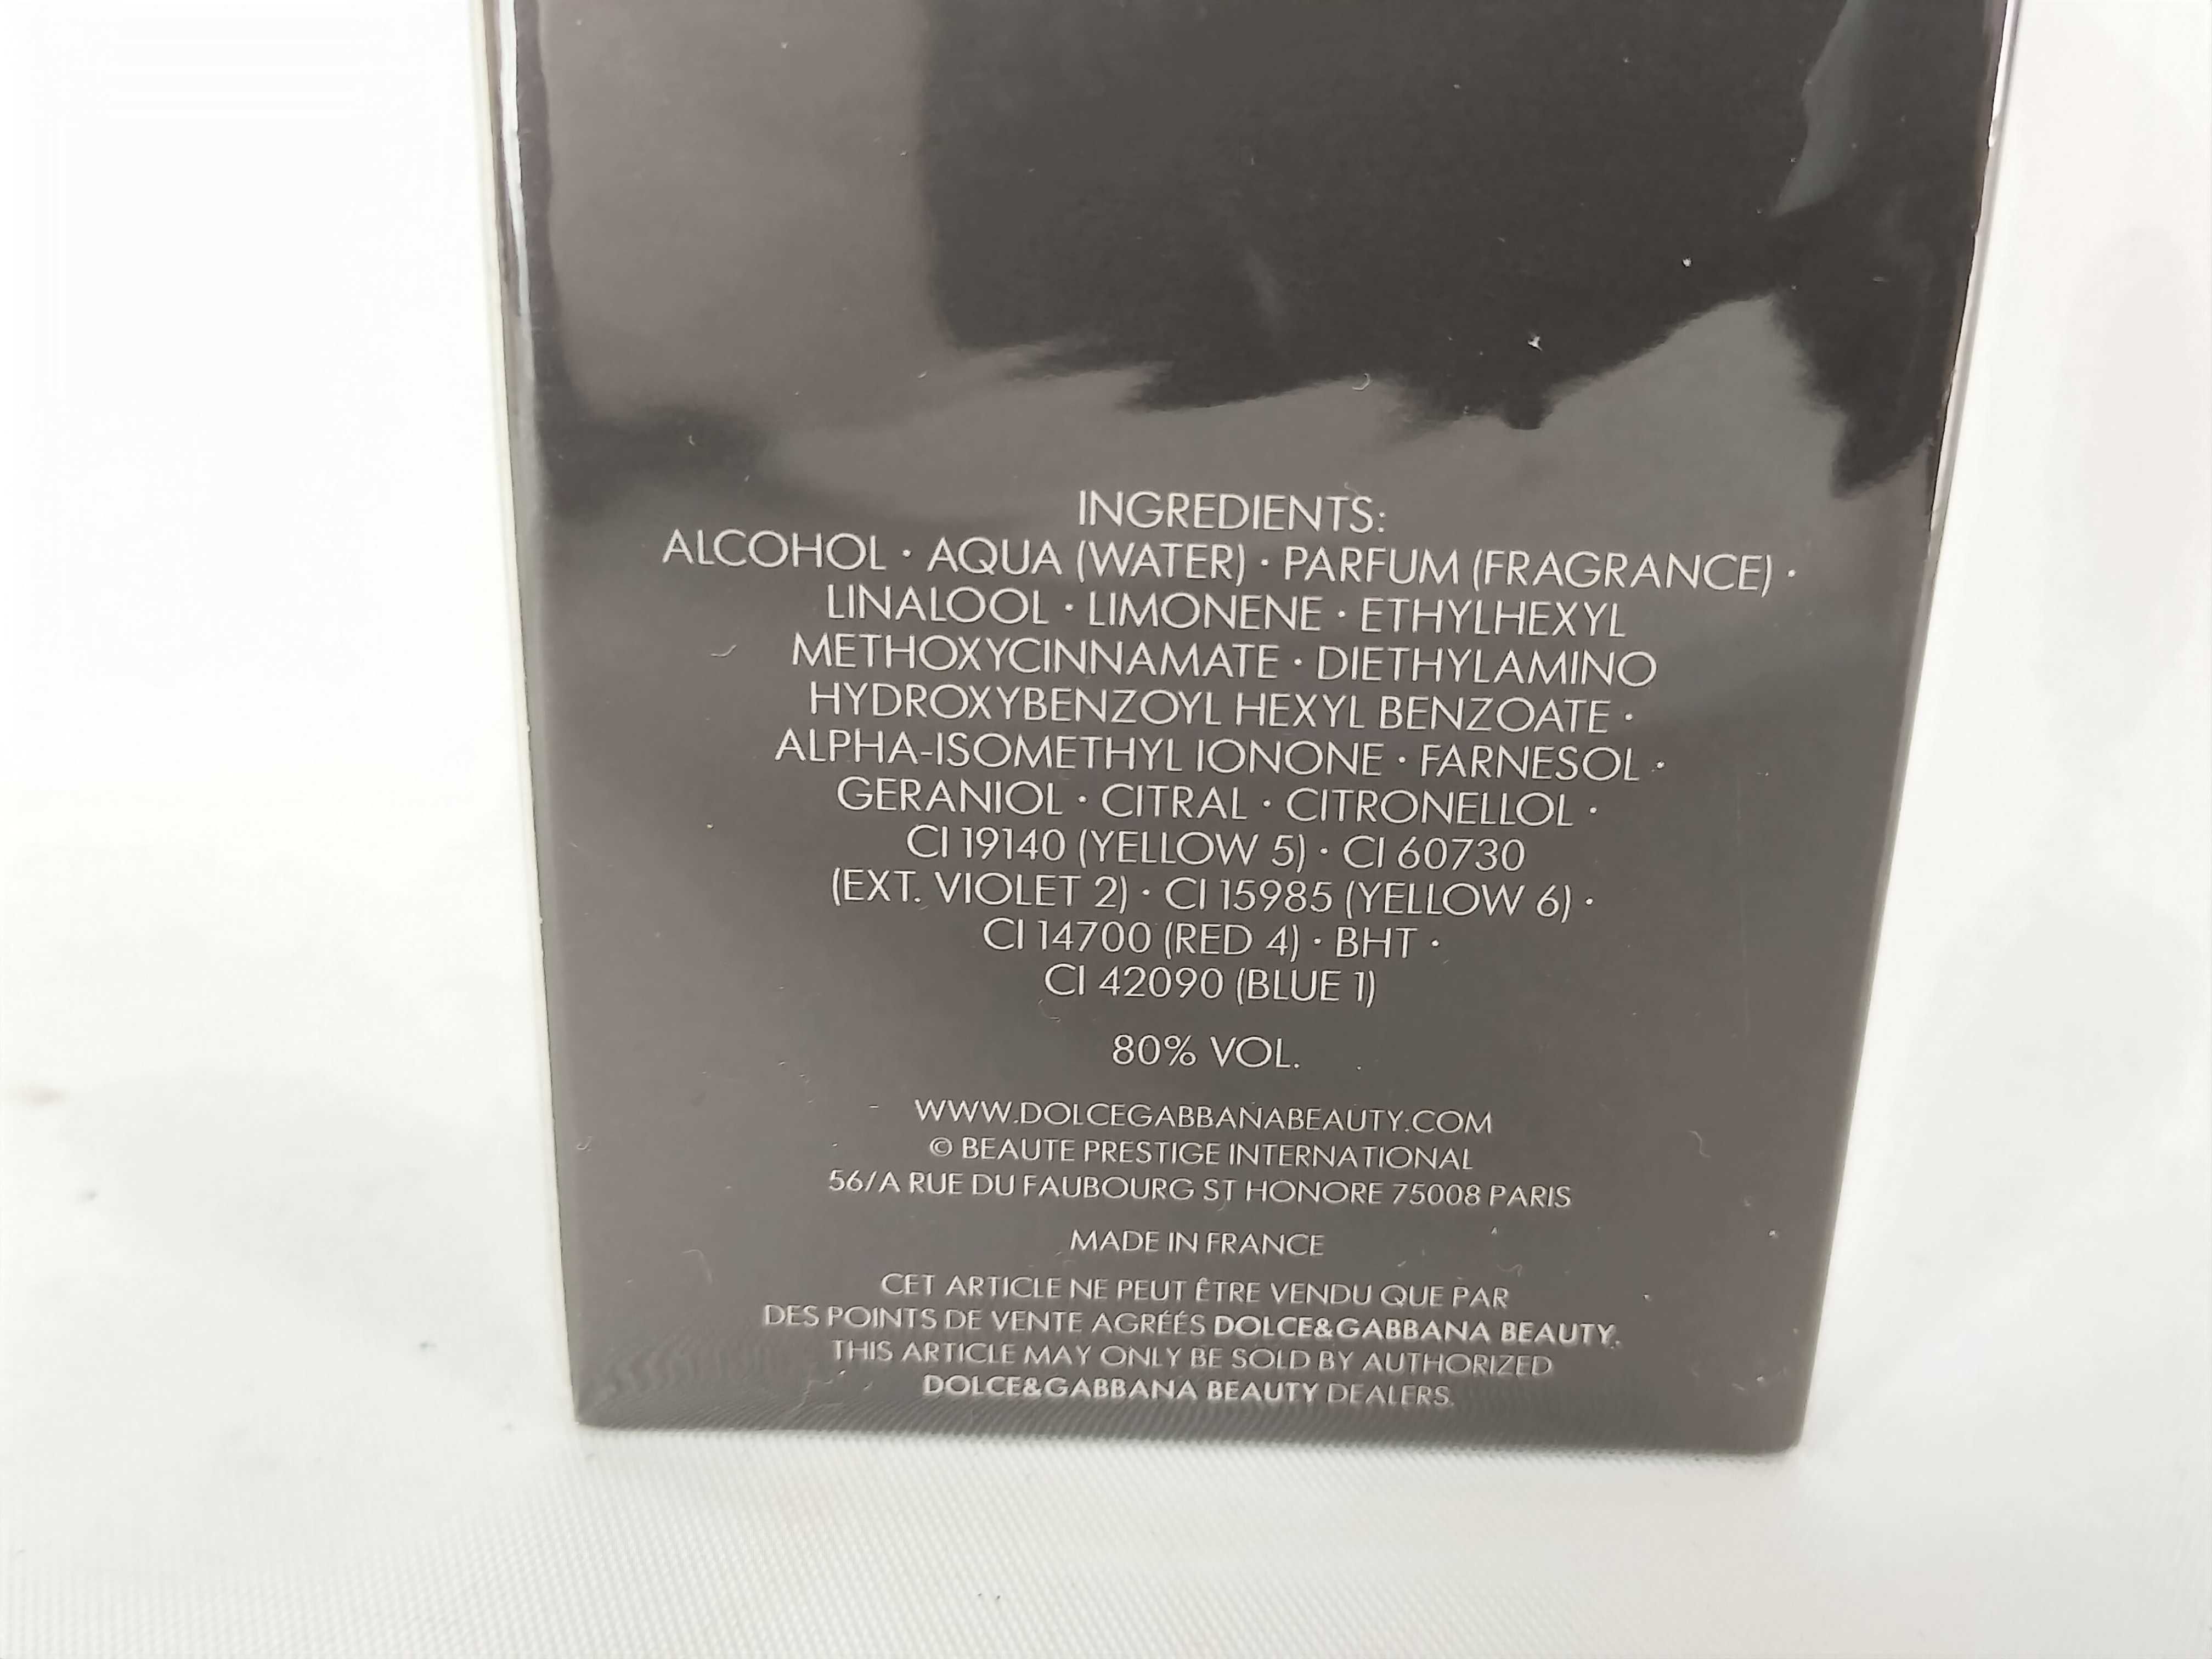 INGREDIENTS:
ALCOHOL • AQUA (WATER) • PARFUM (FRAGRANCE) •
LINALOOL • LIMONENE • ETHYLHEXYL
METHOXYCINNAMATE • DIETHYLAMINO
HYDROXYBENZOYL HEXYL BENZOATE •
ALPHA-ISOMETHYL IONONE • FARNESOL •
GERANIOL • CITRAL • CITRONELLOL •
CI 19140 (YELLOW 5) • CI 60730
(EXT. VIOLET 2) • CI 15985 (YELLOW 6) •
CI 14700 (RED 4) • BHT •
CI 42090 (BLUE 1)
80% VOL.
WWW.DOLCEGABBANABEAUTY.COM
© BEAUTE PRESTIGE INTERNATIONAL
56/A RUE DU FAUBOURG ST HONORE 75008 PARIS
MADE IN FRANCE
CET ARTICLE NE PEUT ÊTRE VENDU QUE PAR
DES POINTS DE VENTE AGRÉÉS DOLCE&GABBANA BEAUTY.
THIS ARTICLE MAY ONLY BE SOLD BY AUTHORIZED
DOLCE&GABBANA BEAUTY DEALERS.